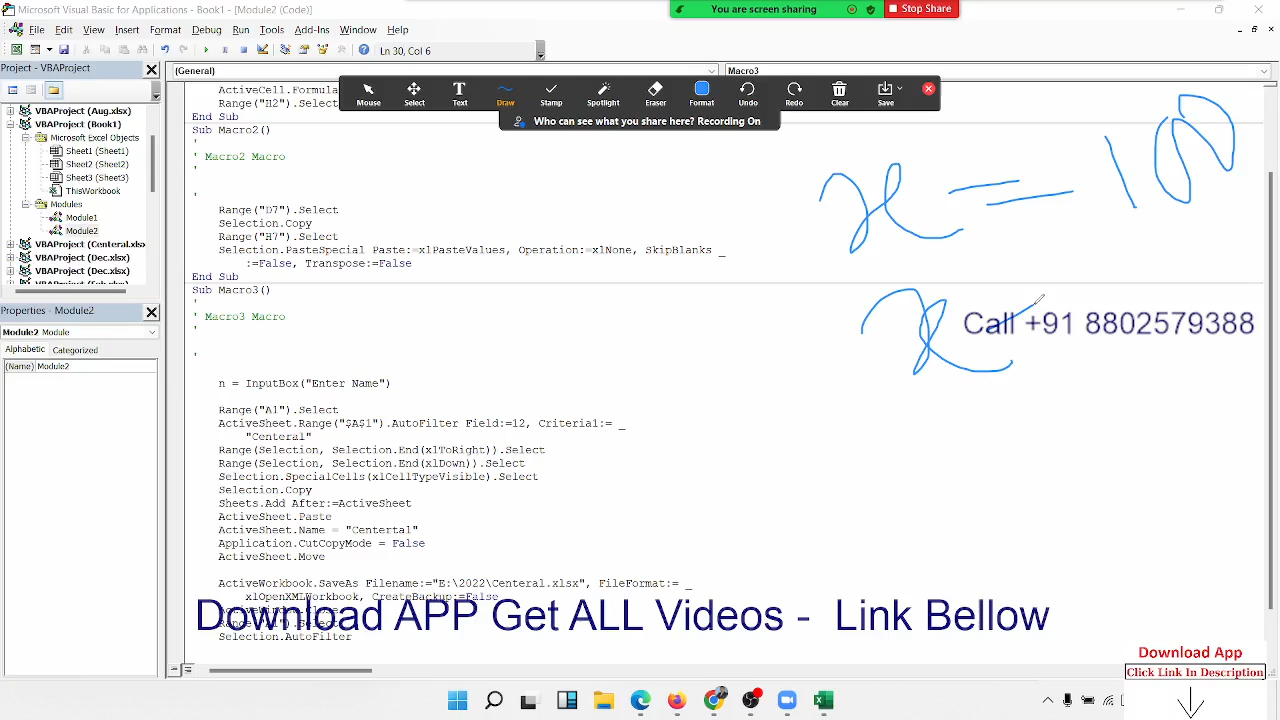 Microsoft Visual Basic for Applications - Book1 - [Module2 (Code)]
You are screen sharing
Stop Share
File Edit View Insert Format Debug Run Tools Add-Ins Window Help
Ln 30, Col 6
Project - VBAProject
(General)
Macro3
Mouse Select Text Draw Stamp Spotlight Eraser Format Undo Redo Clear Save
Who can see what you share here? Recording On
VBAProject (Aug.xlsx)
VBAProject (Book1)
Microsoft Excel Objects
Sheet1 (Sheet1)
Sheet2 (Sheet2)
Sheet3 (Sheet3)
ThisWorkbook
Modules
Module1
Module2
VBAProject (Centeral.xlsx)
VBAProject (Dec.xlsx)
Properties - Module2
Module2 Module
Alphabetic Categorized
(Name) Module2
ActiveCell.Formula
Range("H2").Select
End Sub
Sub Macro2()
'
' Macro2 Macro
'
'
Range("D7").Select
Selection.Copy
Range("H7").Select
Selection.PasteSpecial Paste:=xlPasteValues, Operation:=xlNone, SkipBlanks _
:=False, Transpose:=False
End Sub
Sub Macro3()
'
' Macro3 Macro
'
'
n = InputBox("Enter Name")
Range("A1").Select
ActiveSheet.Range("$A$1").AutoFilter Field:=12, Criteria1:= _
"Centeral"
Range(Selection, Selection.End(xlToRight)).Select
Range(Selection, Selection.End(xlDown)).Select
Selection.SpecialCells(xlCellTypeVisible).Select
Selection.Copy
Sheets.Add After:=ActiveSheet
ActiveSheet.Paste
ActiveSheet.Name = "Centertal"
Application.CutCopyMode = False
ActiveSheet.Move
ActiveWorkbook.SaveAs Filename:="E:\2022\Centeral.xlsx", FileFormat:= _
xlOpenXMLWorkbook, CreateBackup:=False
Selection.AutoFilter
x = 100
x
Call +91 8802579388
Download APP Get ALL Videos - Link Bellow
Download App
Click Link In Description